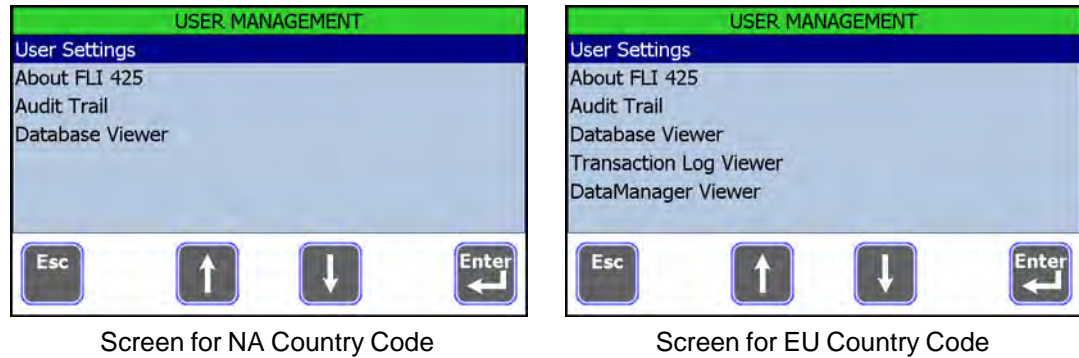 USER MANAGEMENT
User Settings
About FLI 425
Audit Trail
Database Viewer
Esc
Enter
Screen for NA Country Code
USER MANAGEMENT
User Settings
About FLI 425
Audit Trail
Database Viewer
Transaction Log Viewer
DataManager Viewer
Esc
Enter
Screen for EU Country Code